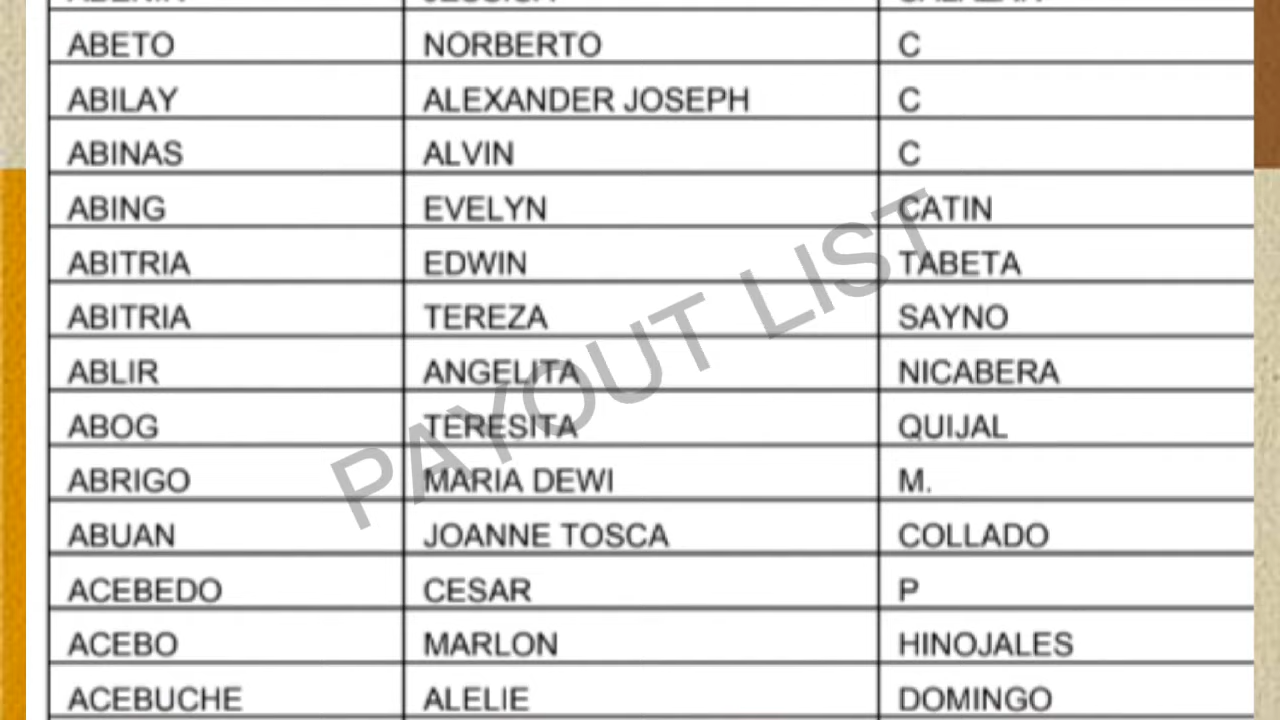 ABETO NORBERTO C
ABILAY ALEXANDER JOSEPH C
ABINAS ALVIN C
ABING EVELYN CATIN
ABITRIA EDWIN TABETA
ABITRIA TEREZA SAYNO
ABLIR ANGELITA NICABERA
ABOG TERESITA QUIJAL
ABRIGO MARIA DEWI M.
ABUAN JOANNE TOSCA COLLADO
ACEBEDO CESAR P
ACEBO MARLON HINOJALES
ACEBUCHE ALELIE DOMINGO
PAYOUT LIST